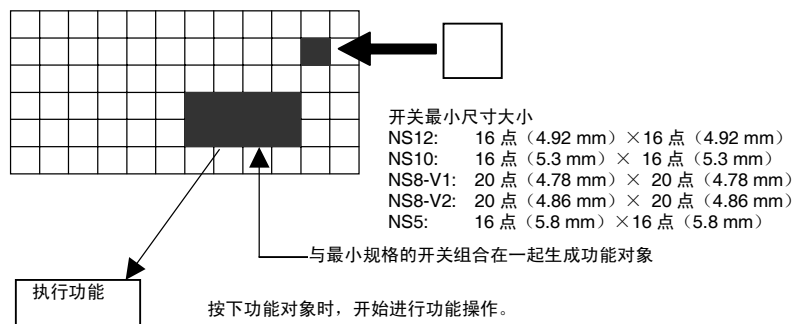 开关最小尺寸大小
NS12: 16 点（4.92 mm）×16 点（4.92 mm）
NS10: 16 点（5.3 mm）× 16 点（5.3 mm）
NS8-V1: 20 点（4.78 mm）× 20 点（4.78 mm）
NS8-V2: 20 点（4.86 mm）× 20 点（4.86 mm）
NS5: 16 点（5.8 mm）×16 点（5.8 mm）
与最小规格的开关组合在一起生成功能对象
执行功能
按下功能对象时，开始进行功能操作。